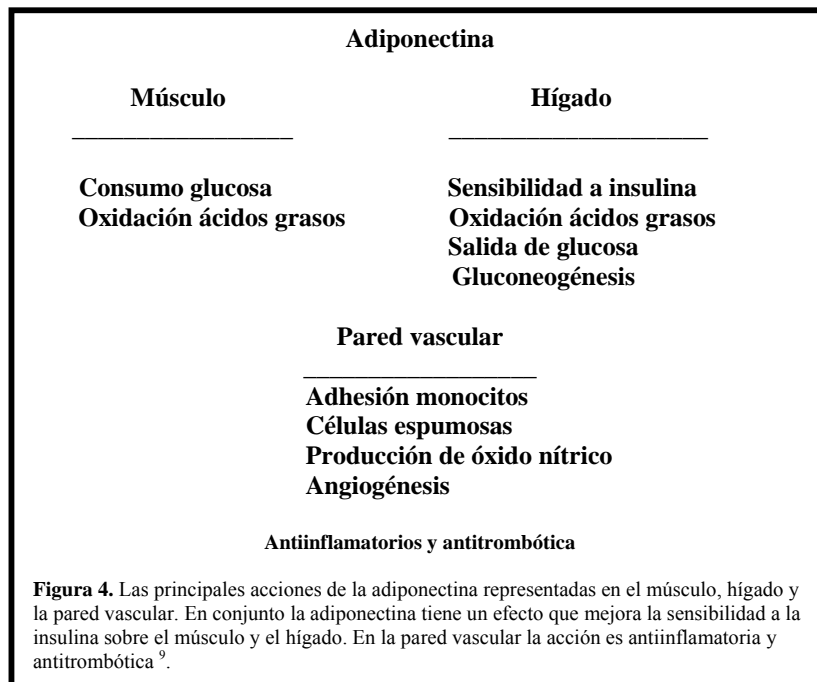 Adiponectina
Músculo Hígado
_________________ ____________________
Consumo glucosa Sensibilidad a insulina
Oxidación ácidos grasos Oxidación ácidos grasos
Salida de glucosa
Gluconeogénesis
Pared vascular
__________________
Adhesión monocitos
Células espumosas
Producción de óxido nítrico
Angiogénesis
Antiinflamatorios y antitrombótica
Figura 4. Las principales acciones de la adiponectina representadas en el músculo, hígado y
la pared vascular. En conjunto la adiponectina tiene un efecto que mejora la sensibilidad a la
insulina sobre el músculo y el hígado. En la pared vascular la acción es antiinflamatoria y
antitrombótica ⁹.